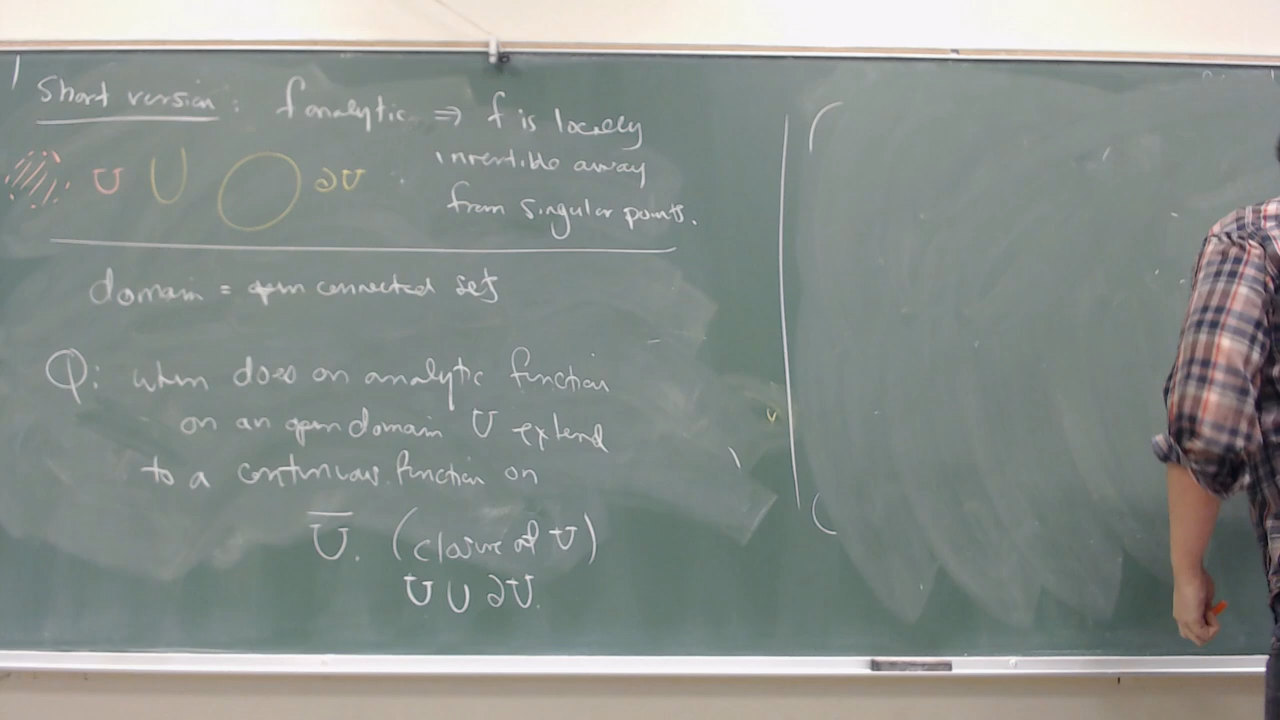 Short version: f analytic ⇒ f is locally
invertible away
from singular points.
U ∪ ∂U
domain = open connected set
Q: when does an analytic function
on an open domain U extend
to a continuous function on
U̅. (closure of U)
U ∪ ∂U.